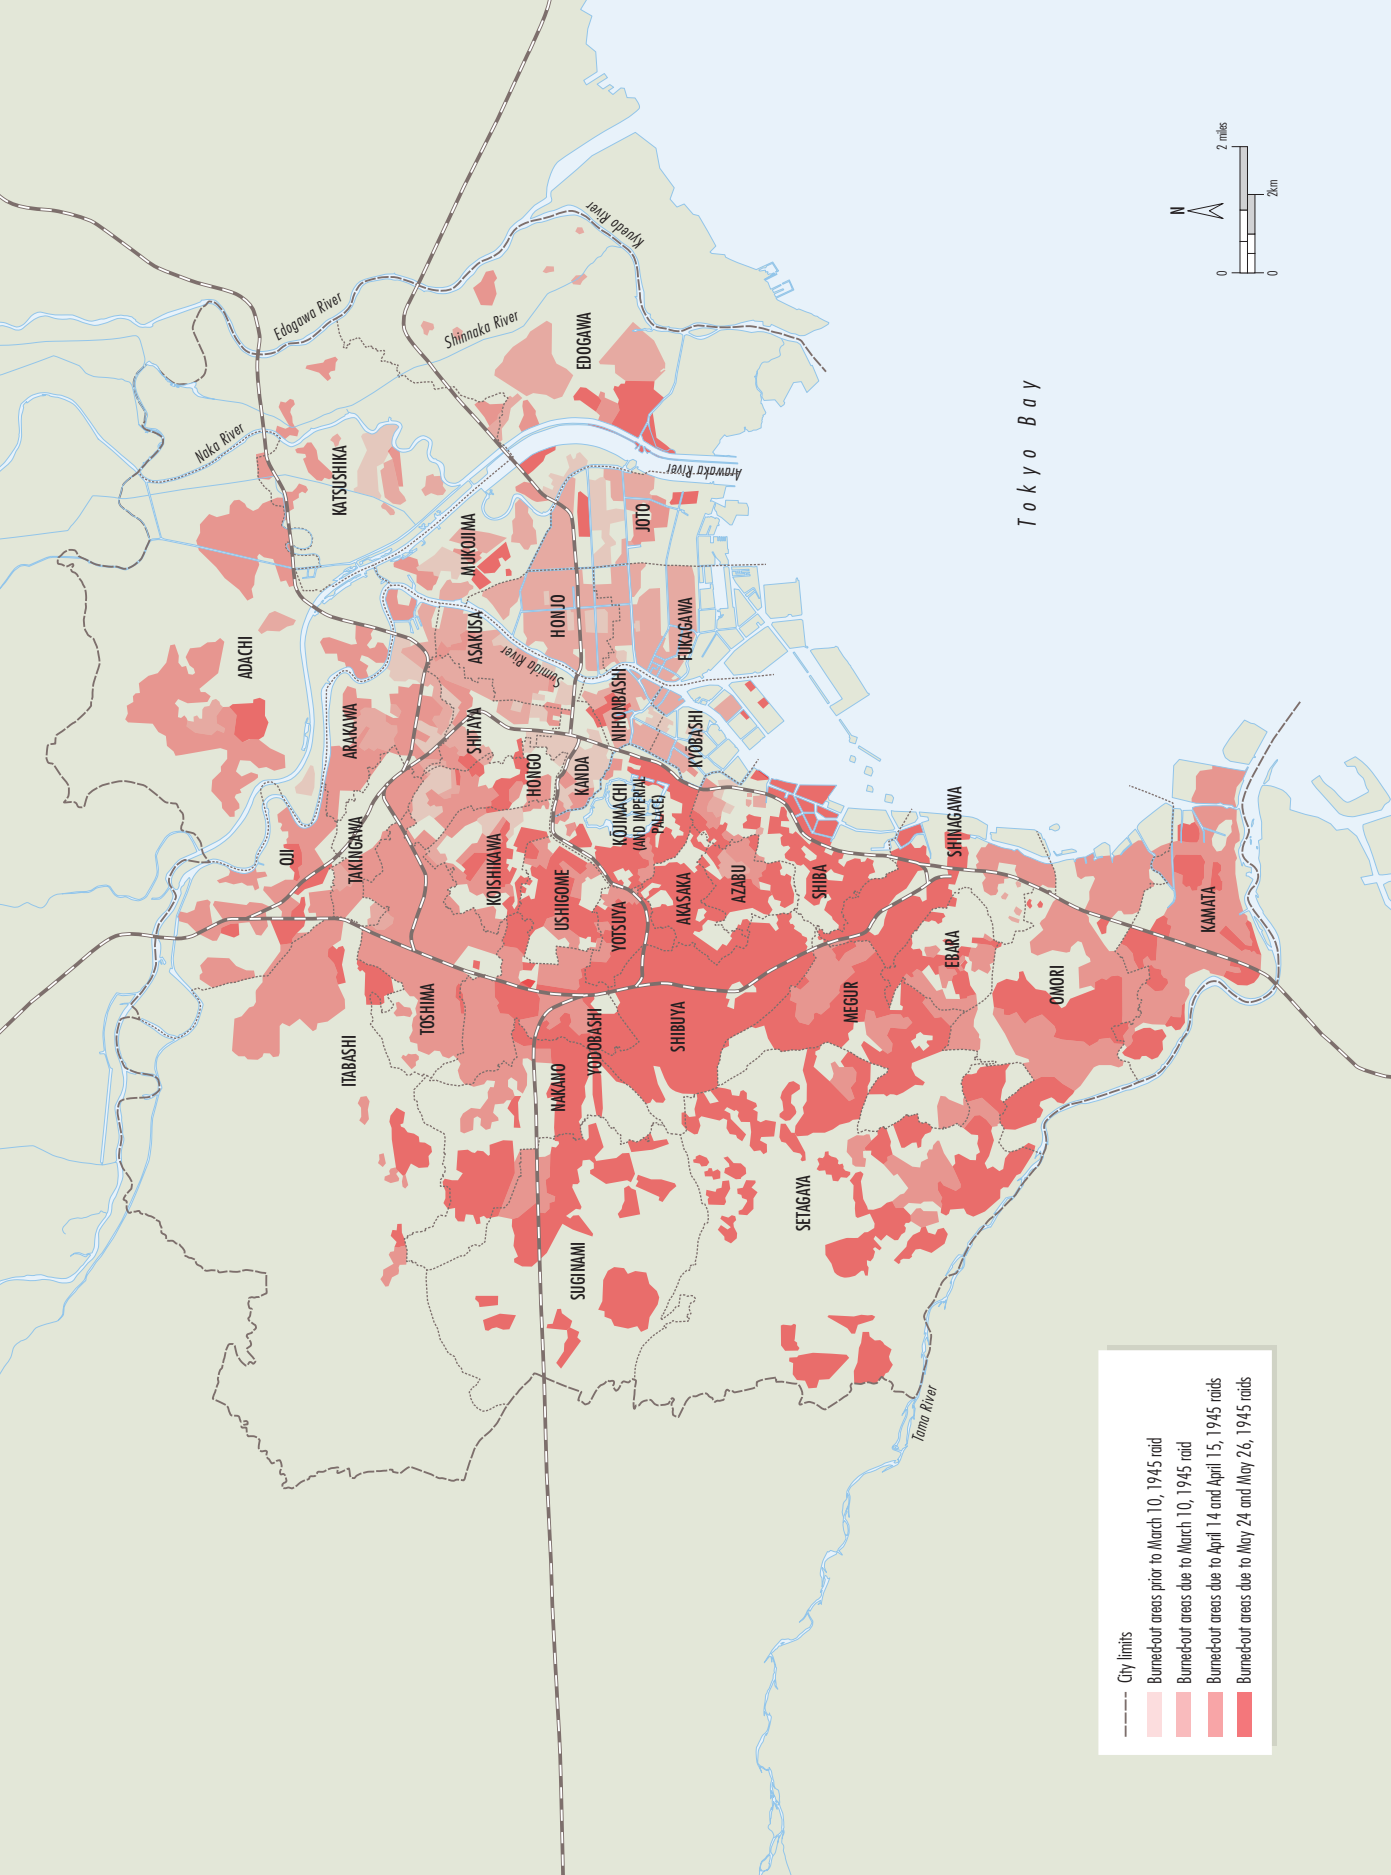 ADACHI
KATSUSHIKA
Naka River
Edogawa River
Shinnaka River
Kyuedo River
EDOGAWA
Arawaka River
ITABASHI
OJI
TAKINGAWA
ARAKAWA
TOSHIMA
KOISHIKAWA
SHITAYA
ASAKUSA
MUKOJIMA
Sumida River
HONJO
HONGO
KANDA
USHIGOME
NAKANO
YODOBASHI
SUGINAMI
YOTSUYA
KŌJIMACHI
(AND IMPERIAL
PALACE)
NIHONBASHI
JOTO
FUKAGAWA
KYOBASHI
SHIBUYA
AKASAKA
AZABU
SHIBA
SETAGAYA
MEGUR
EBARA
SHINAGAWA
OMORI
KAMATA
Tama River
Tokyo Bay
N
0
2 miles
0
2km
City limits
Burned-out areas prior to March 10, 1945 raid
Burned-out areas due to March 10, 1945 raid
Burned-out areas due to April 14 and April 15, 1945 raids
Burned-out areas due to May 24 and May 26, 1945 raids